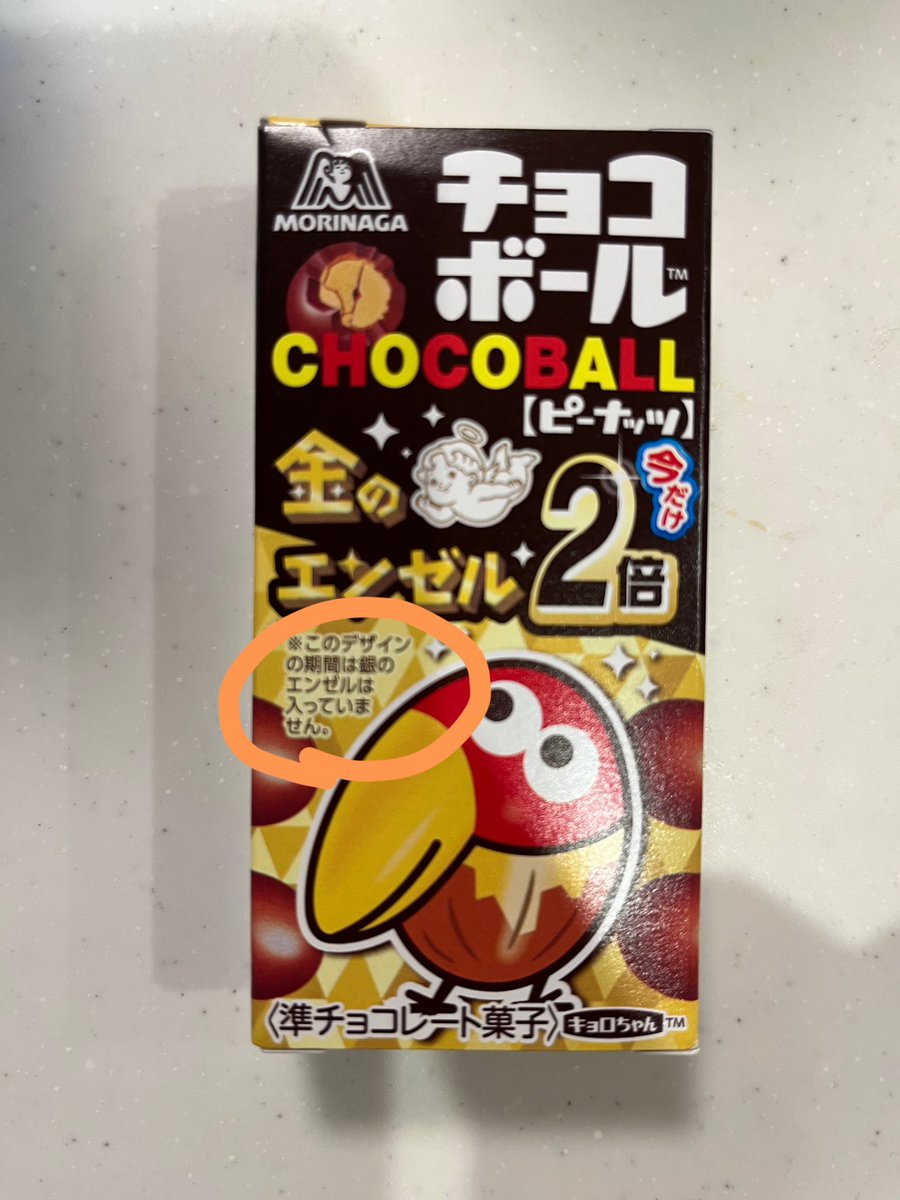 MORINAGA
チョコ
ボール™
CHOCOBALL
【ピーナッツ】
今だけ
金の
エンゼル
2倍
※このデザイン
の期間は銀の
エンゼルは
入っていま
せん。
〈準チョコレート菓子〉 キョロちゃん™